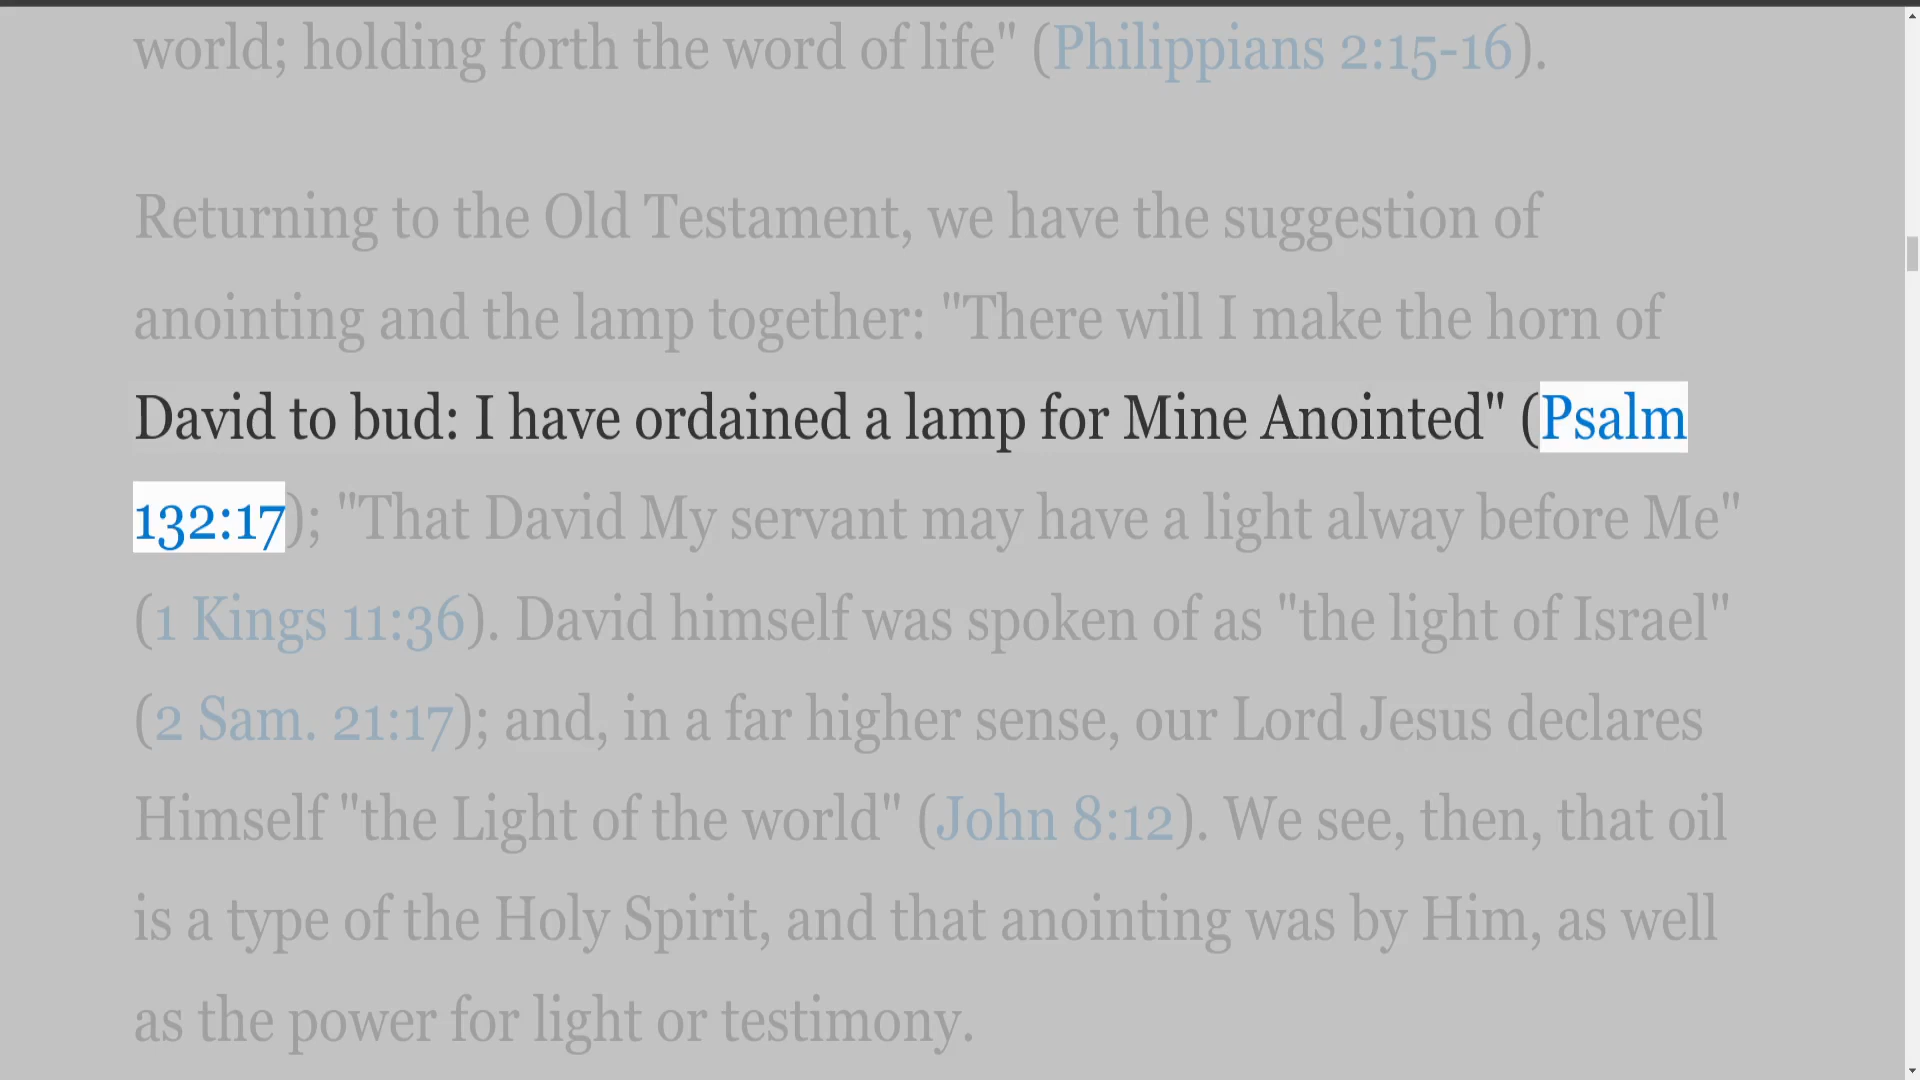 world; holding forth the word of life" (Philippians 2:15-16).
Returning to the Old Testament, we have the suggestion of
anointing and the lamp together: "There will I make the horn of
David to bud: I have ordained a lamp for Mine Anointed" (Psalm
132:17); "That David My servant may have a light alway before Me"
(1 Kings 11:36). David himself was spoken of as "the light of Israel"
(2 Sam. 21:17); and, in a far higher sense, our Lord Jesus declares
Himself "the Light of the world" (John 8:12). We see, then, that oil
is a type of the Holy Spirit, and that anointing was by Him, as well
as the power for light or testimony.